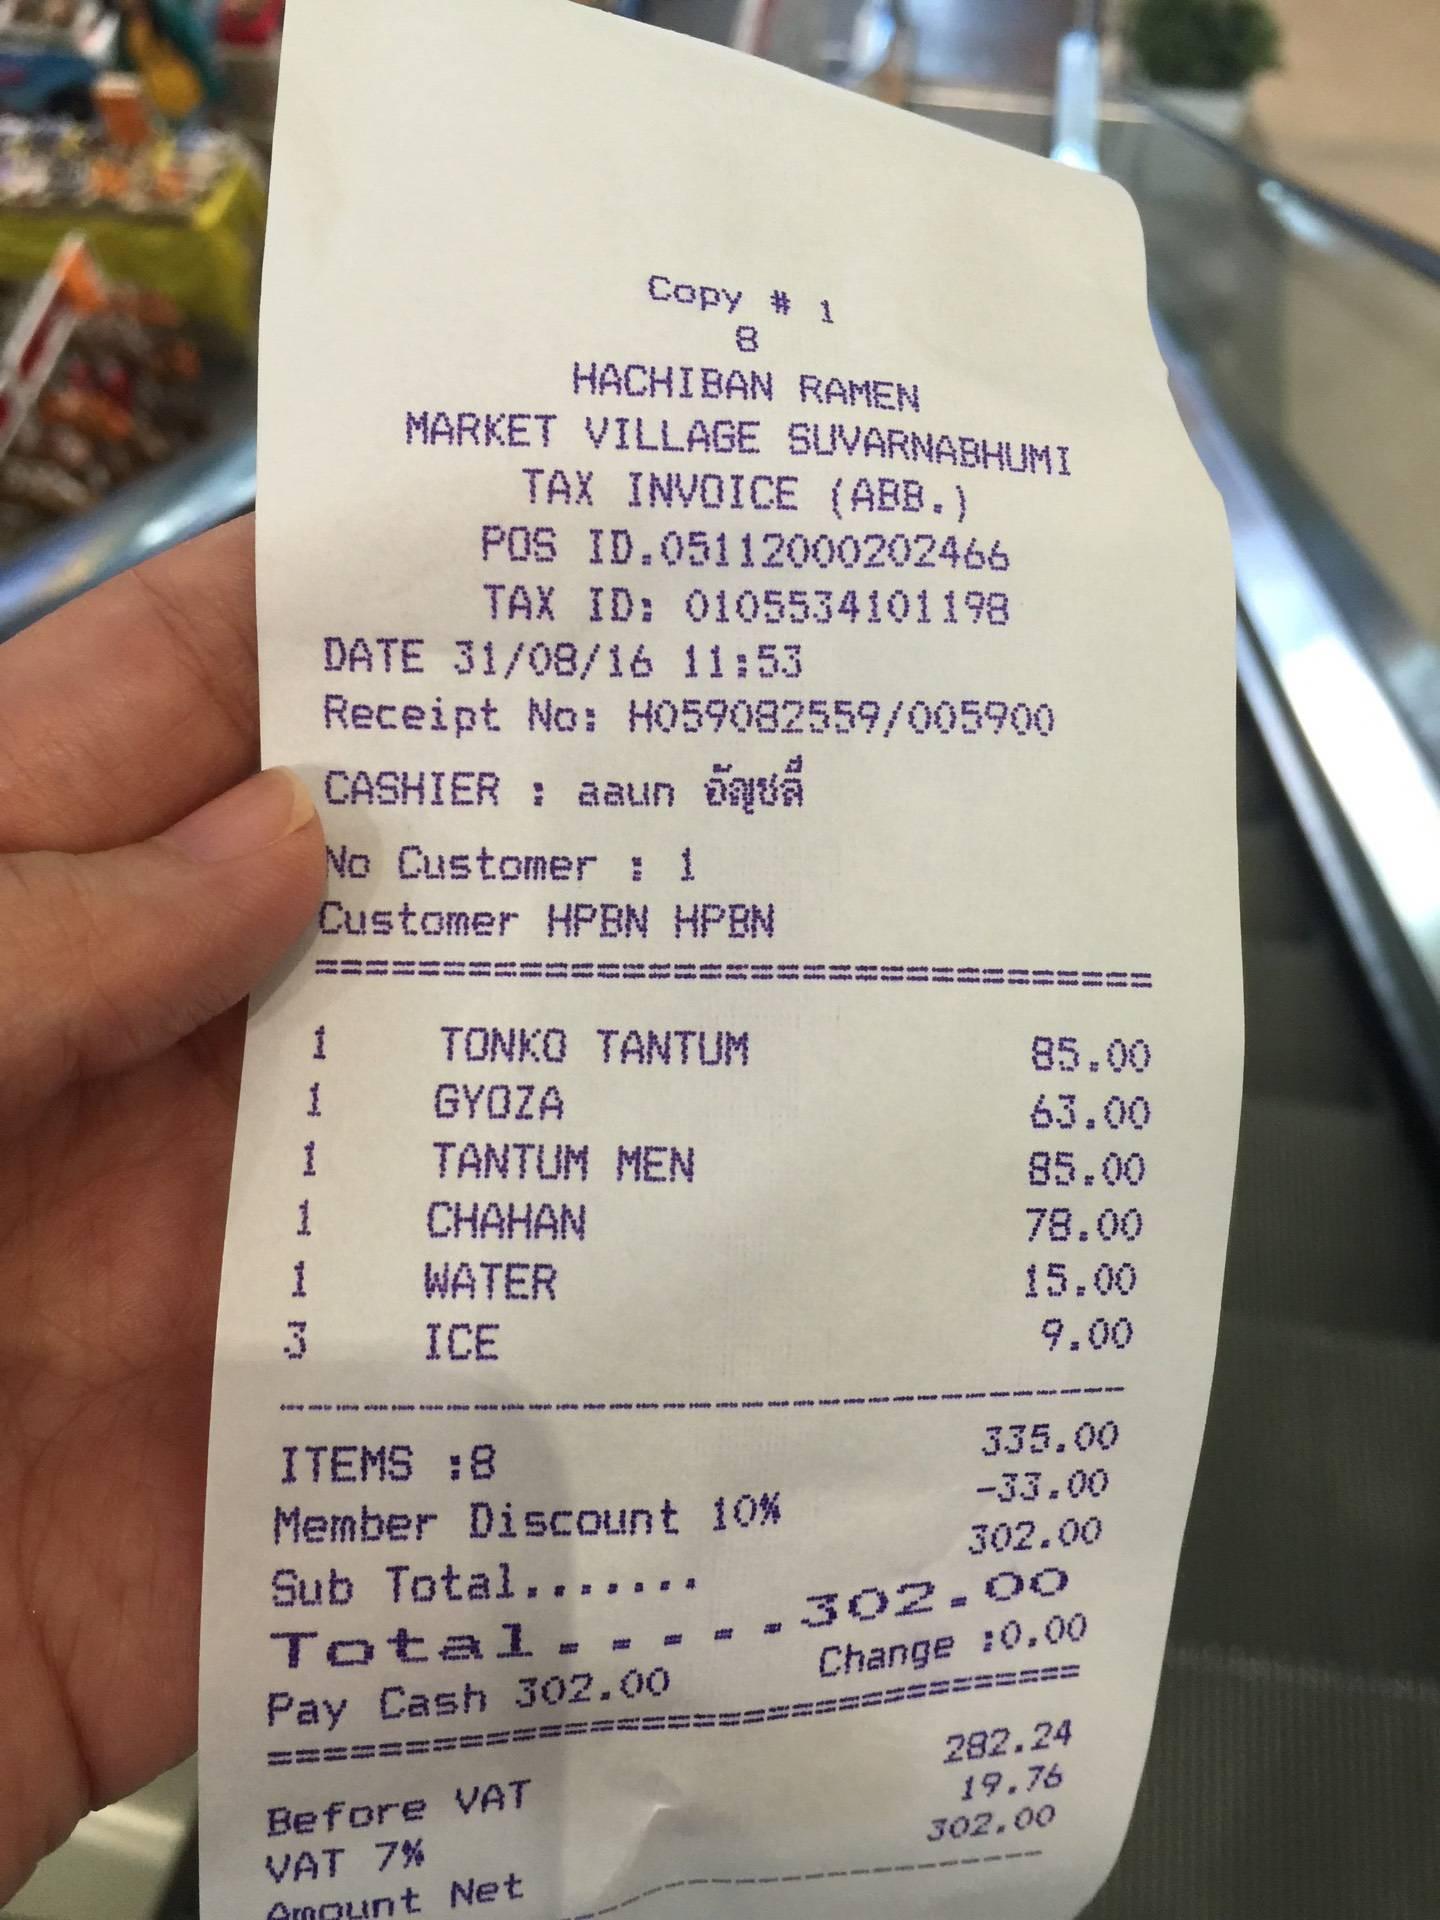 Copy # 1
8
HACHIBAN RAMEN
MARKET VILLAGE SUVARNABHUMI
TAX INVOICE (ABB.)
POS ID.05112000202466
TAX ID: 0105534101198
DATE 31/08/16 11:53
Receipt No: H059082559/005900
CASHIER : aaun อัญชลี
No Customer : 1
Customer HPBN HPBN
================================
1 TONKO TANTUM 85.00
1 GYOZA 63.00
1 TANTUM MEN 85.00
1 CHAHAN 78.00
1 WATER 15.00
3 ICE 9.00
--------------------------------
ITEMS :8 335.00
Member Discount 10% -33.00
Sub Total....... 302.00
Total......302.00
Pay Cash 302.00 Change :0.00
================================
Before VAT 282.24
VAT 7% 19.76
Amount Net 302.00